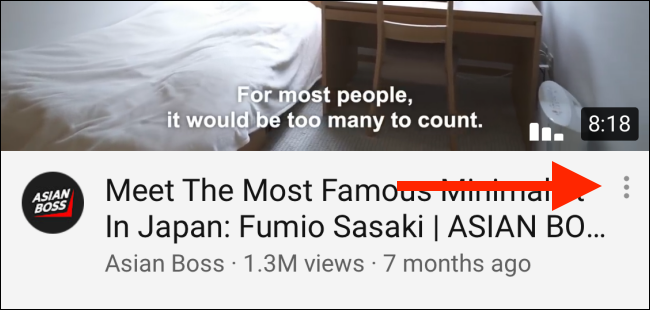 For most people,
it would be too many to count.
8:18
ASIAN
BOSS
Meet The Most Famous Minimalist
In Japan: Fumio Sasaki | ASIAN BO...
Asian Boss · 1.3M views · 7 months ago